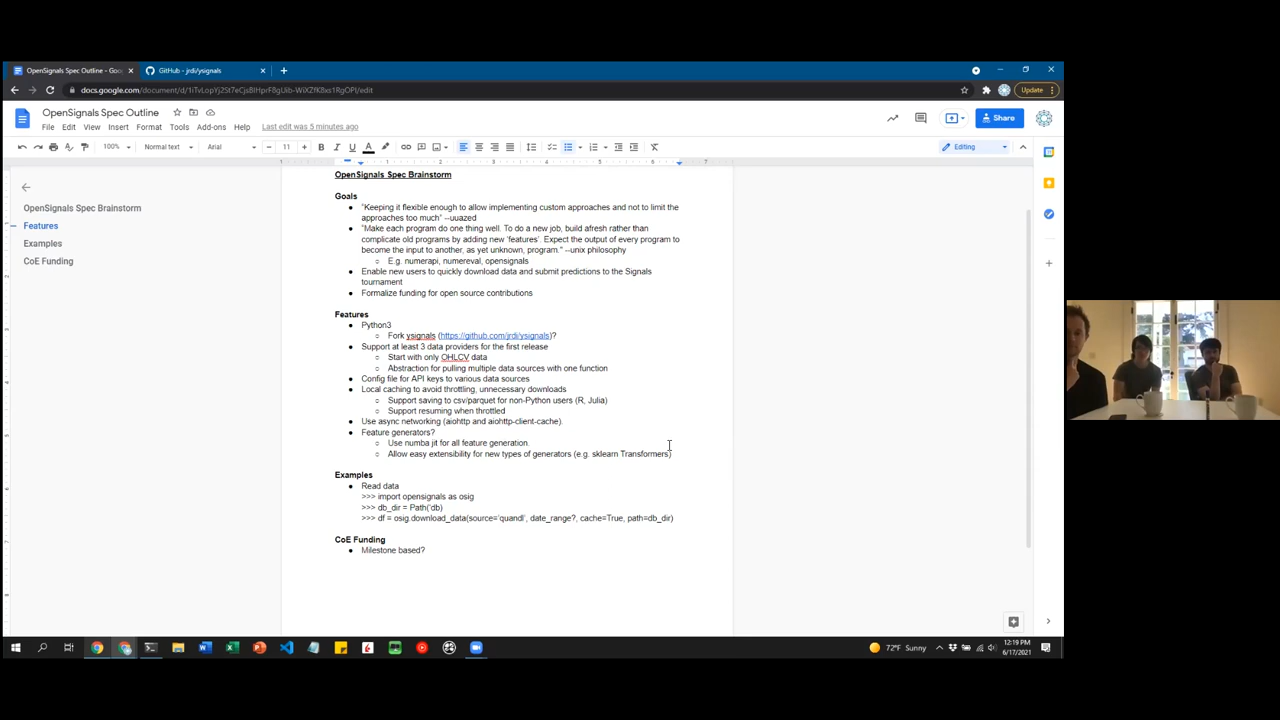 OpenSignals Spec Outline - Goo
GitHub - jrdi/ysignals
Update
OpenSignals Spec Outline
File Edit View Insert Format Tools Add-ons Help Last edit was 5 minutes ago
Share
100% Normal text Arial 11 Editing
OpenSignals Spec Brainstorm
Features
Examples
CoE Funding
OpenSignals Spec Brainstorm
Goals
"Keeping it flexible enough to allow implementing custom approaches and not to limit the
approaches too much" --uuazed
"Make each program do one thing well. To do a new job, build afresh rather than
complicate old programs by adding new 'features'. Expect the output of every program to
become the input to another, as yet unknown, program." --unix philosophy
E.g. numerapi, numereval, opensignals
Enable new users to quickly download data and submit predictions to the Signals
tournament
Formalize funding for open source contributions
Features
Python3
Fork ysignals (https://github.com/jrdi/ysignals)?
Support at least 3 data providers for the first release
Start with only OHLCV data
Abstraction for pulling multiple data sources with one function
Config file for API keys to various data sources
Local caching to avoid throttling, unnecessary downloads
Support saving to csv/parquet for non-Python users (R, Julia)
Support resuming when throttled
Use async networking (aiohttp and aiohttp-client-cache).
Feature generators?
Use numba jit for all feature generation.
Allow easy extensibility for new types of generators (e.g. sklearn Transformers)
Examples
Read data
>>> import opensignals as osig
>>> db_dir = Path('db)
>>> df = osig.download_data(source='quandl', date_range?, cache=True, path=db_dir)
CoE Funding
Milestone based?
72°F Sunny
12:19 PM
6/17/2021